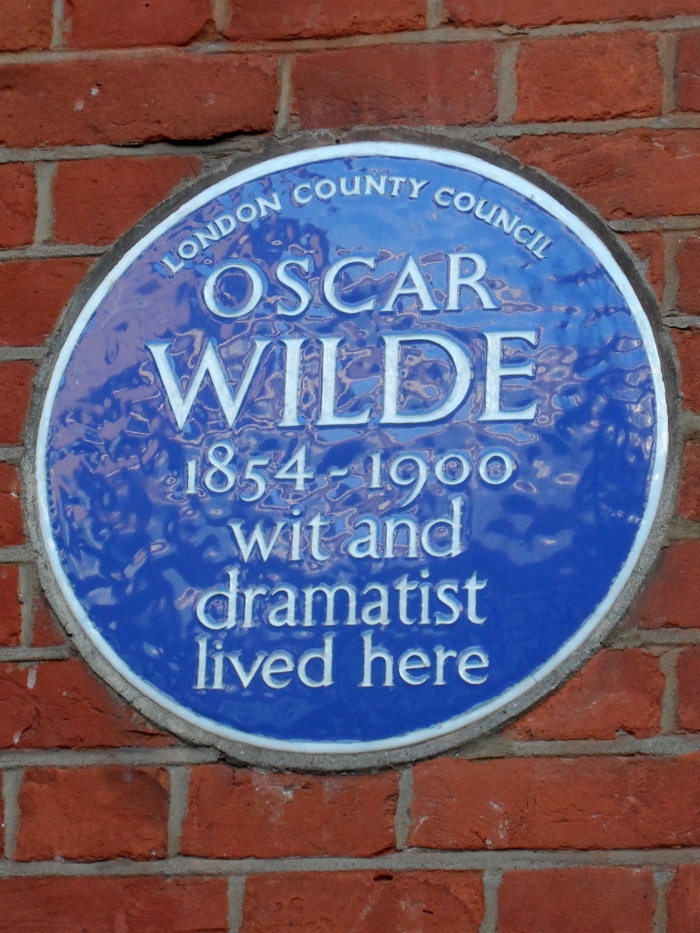 LONDON COUNTY COUNCIL
OSCAR
WILDE
1854-1900
wit and
dramatist
lived here